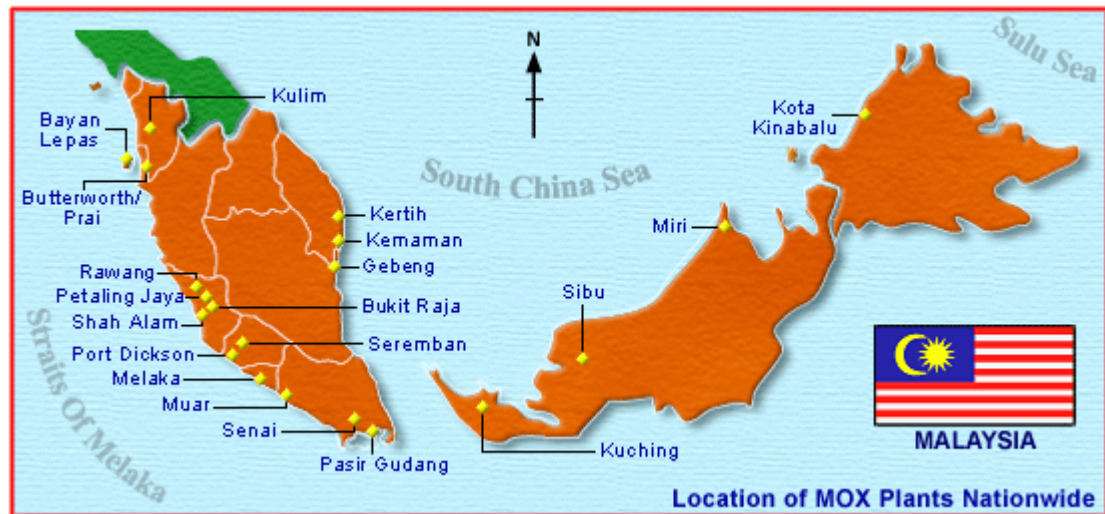 N
Sulu Sea
Kulim
Kota
Kinabalu
Bayan
Lepas
South China Sea
Butterworth/
Prai
Kertih
Miri
Kemaman
Gebeng
Rawang
Petaling Jaya
Bukit Raja
Sibu
Shah Alam
Straits Of Melaka
Port Dickson
Seremban
Melaka
Muar
Senai
Kuching
MALAYSIA
Pasir Gudang
Location of MOX Plants Nationwide